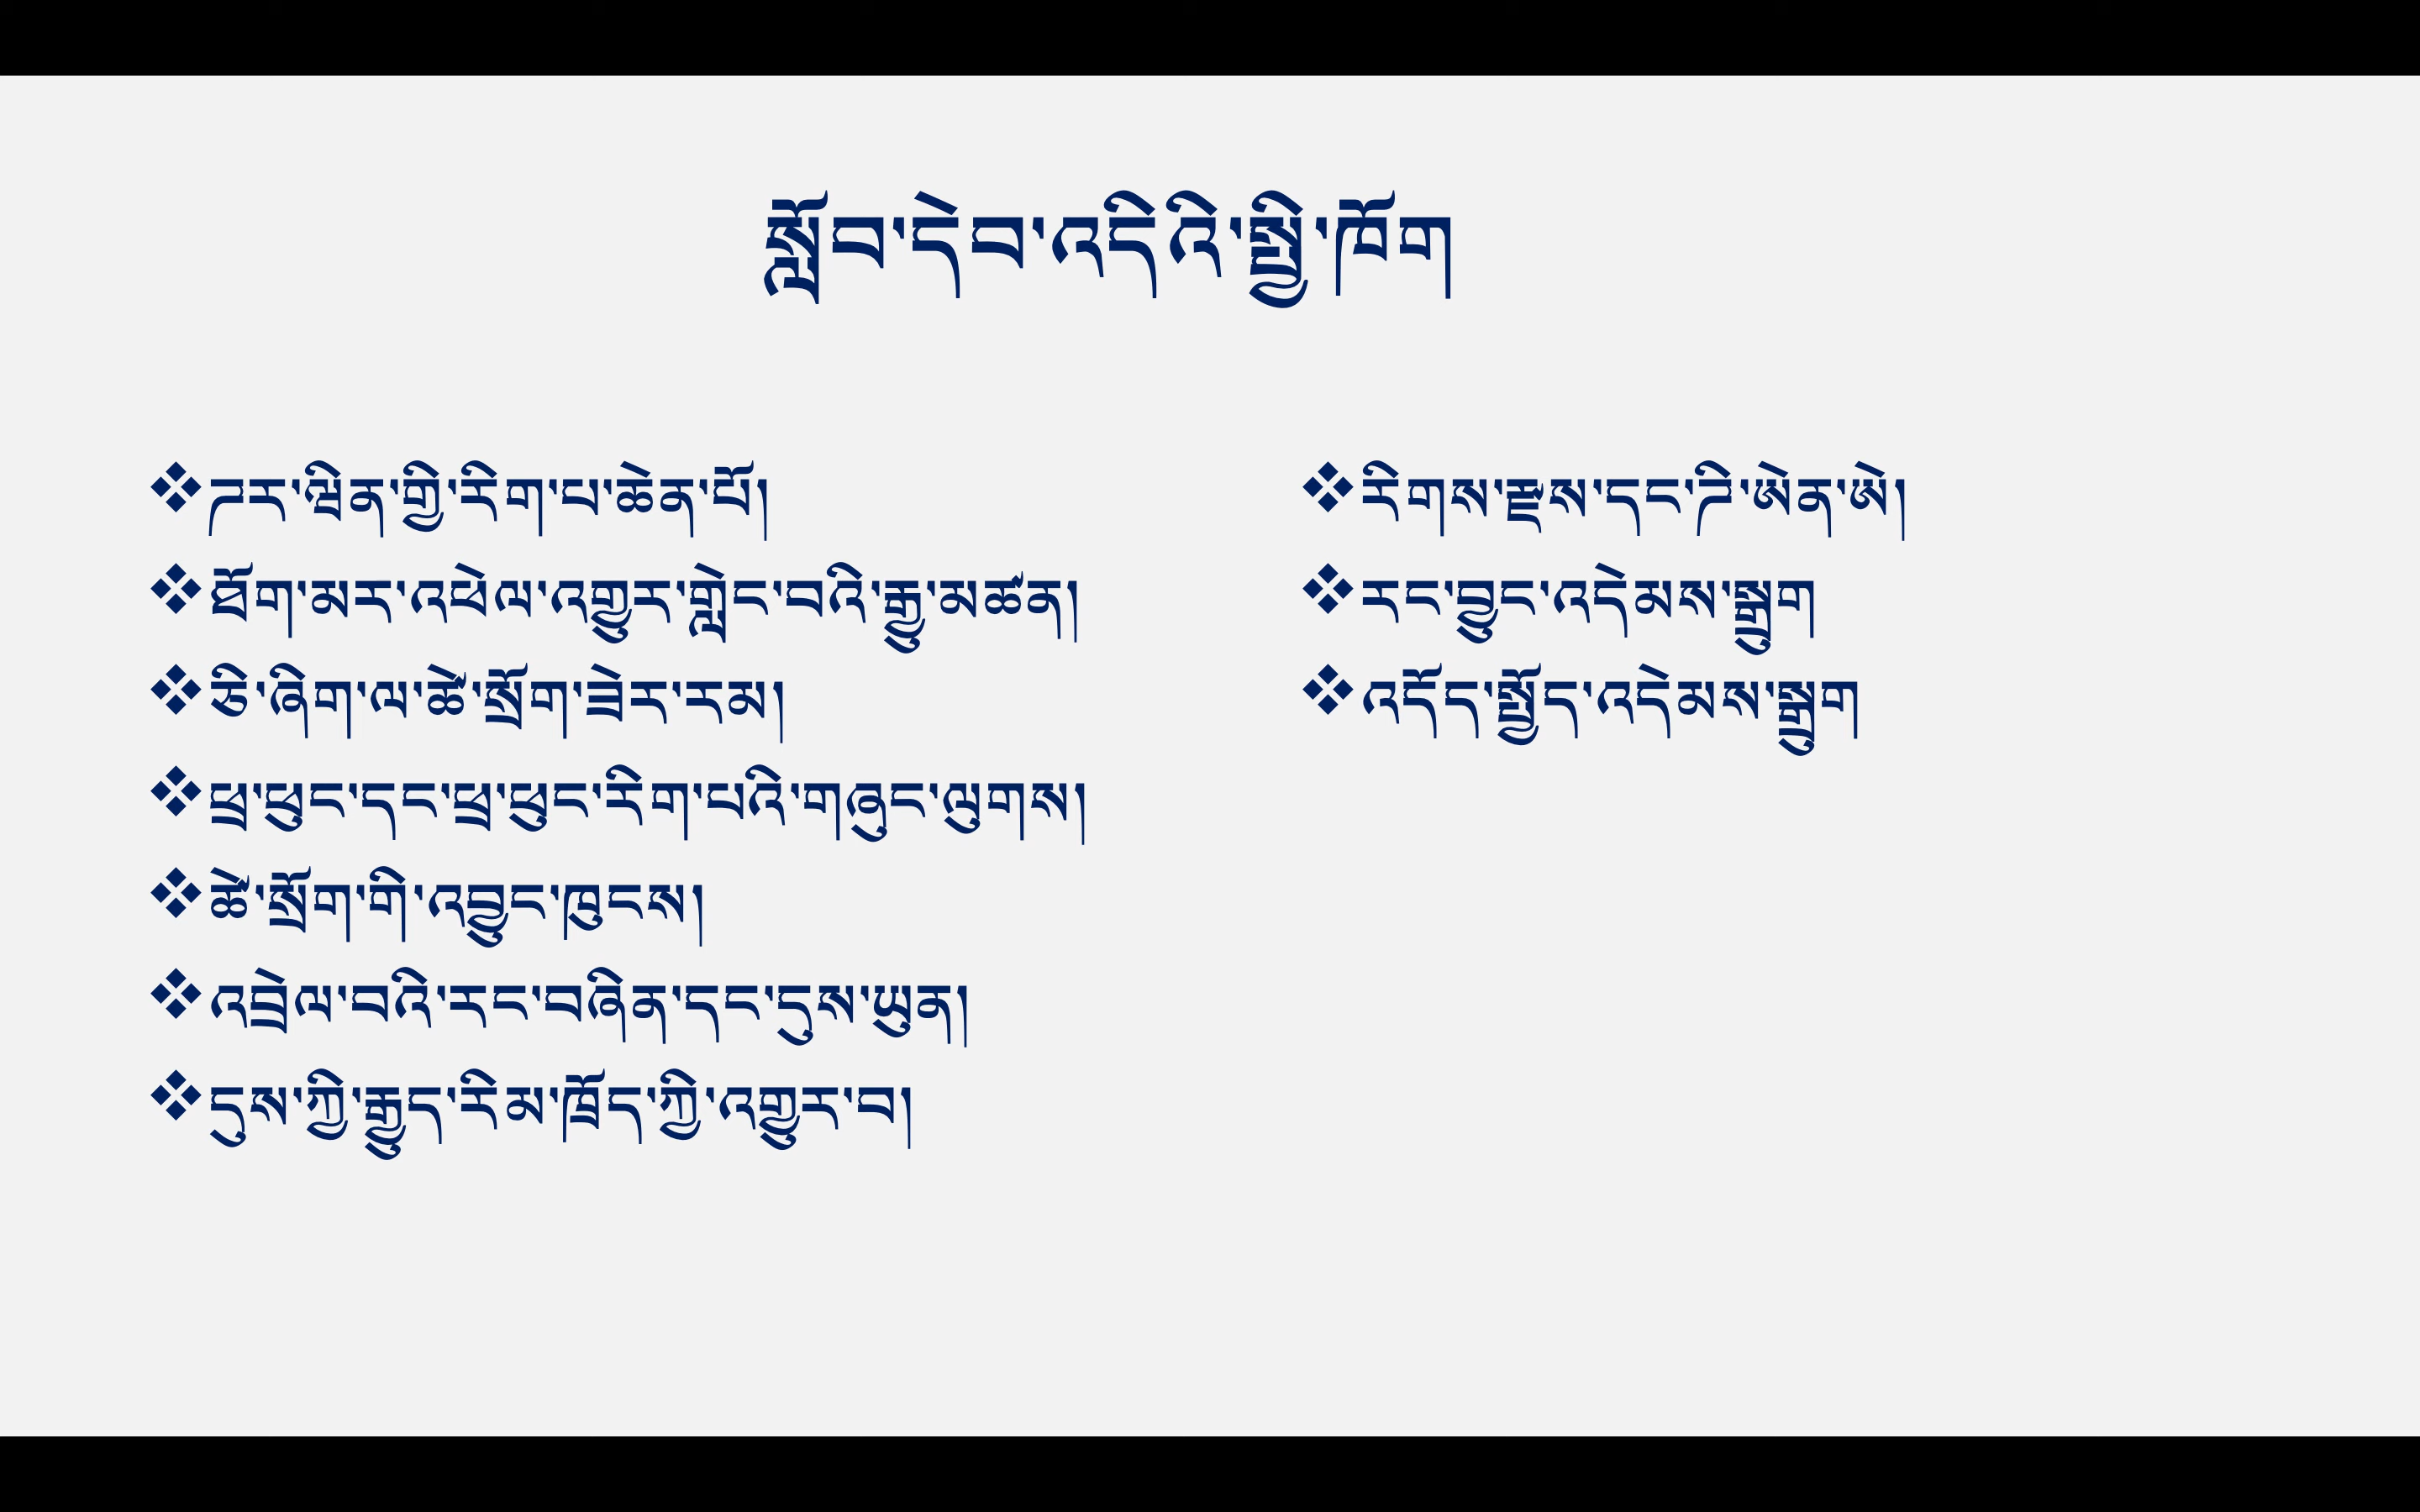 སློབ་དེབ་འདིའི་སྤྱི་ཁོག
❖ དར་ཤིན་གྱི་རིག་པ་ཆེན་པོ།
❖ ཚོག་མར་འཕེལ་འགྱུར་གླེང་བའི་རྒྱུ་མཚན།
❖ ཅི་ཞིག་ལ་ཚེ་སྲོག་ཟེར་རམ།
❖ ཕྲ་ཕུང་དང་ཕྲ་ཕུང་རིག་པའི་གཞུང་ལུགས།
❖ ཚེ་སྲོག་གི་འབྱུང་ཁུངས།
❖ འབྲེལ་བའི་རང་བཞིན་དང་དུས་ཡུན།
❖ དུས་ཀྱི་རྒྱུད་རིམ་ཁྲོད་ཀྱི་འགྱུར་བ།
❖ རིགས་རྫས་དང་ཌི་ཨེན་ཨེ།
❖ རང་བྱུང་འདེམས་སྒྲུག
❖ འདོད་སྤྱོད་འདེམས་སྒྲུག